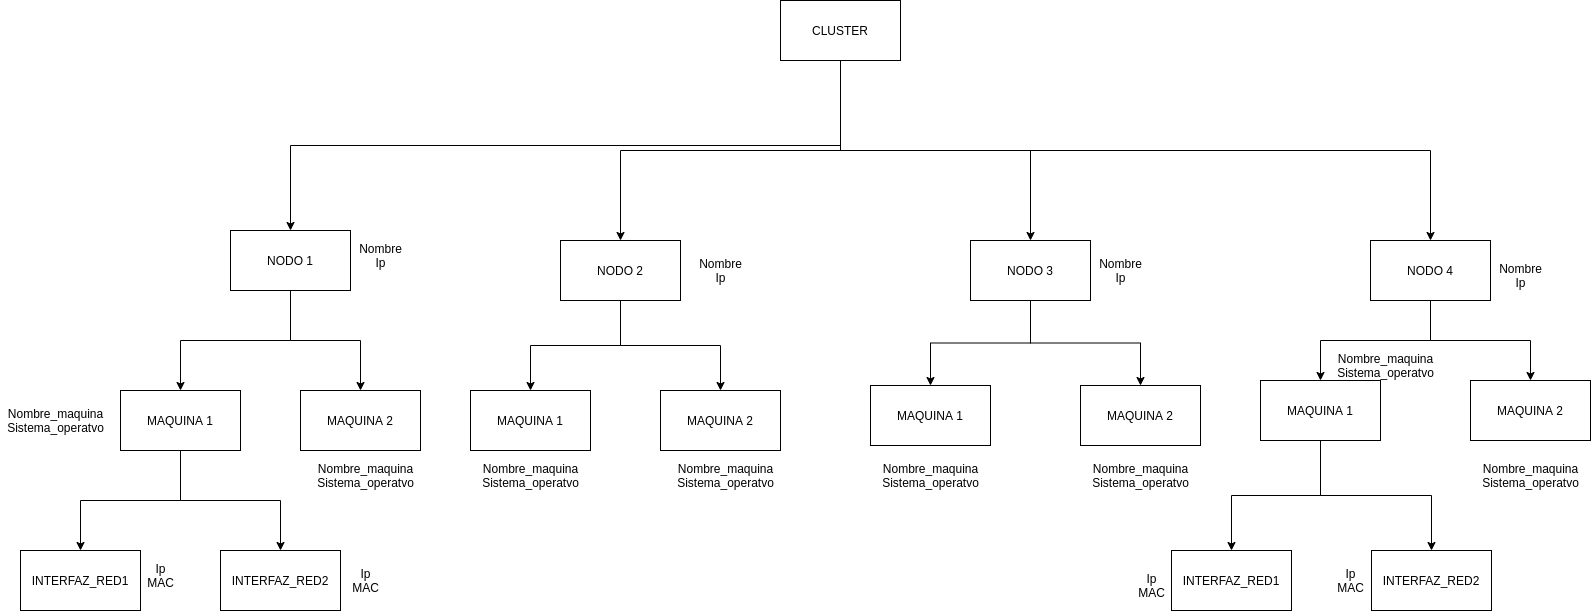 CLUSTER
NODO 1
Nombre
Ip
NODO 2
Nombre
Ip
NODO 3
Nombre
Ip
NODO 4
Nombre
Ip
Nombre_maquina
Sistema_operatvo
MAQUINA 1
MAQUINA 2
Nombre_maquina
Sistema_operatvo
MAQUINA 1
Nombre_maquina
Sistema_operatvo
MAQUINA 2
Nombre_maquina
Sistema_operatvo
MAQUINA 1
Nombre_maquina
Sistema_operatvo
MAQUINA 2
Nombre_maquina
Sistema_operatvo
Nombre_maquina
Sistema_operatvo
MAQUINA 1
MAQUINA 2
Nombre_maquina
Sistema_operatvo
INTERFAZ_RED1
Ip
MAC
INTERFAZ_RED2
Ip
MAC
Ip
MAC
INTERFAZ_RED1
Ip
MAC
INTERFAZ_RED2